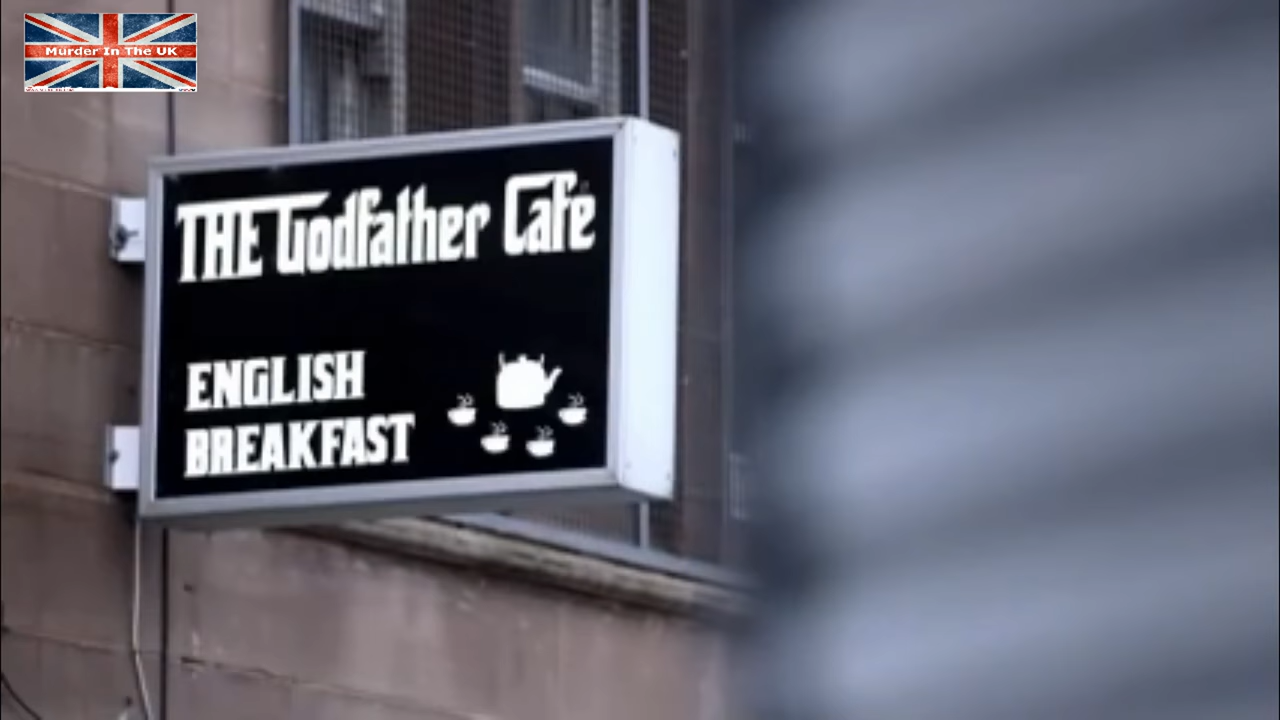 Murder In The UK
THE Godfather Café
ENGLISH
BREAKFAST